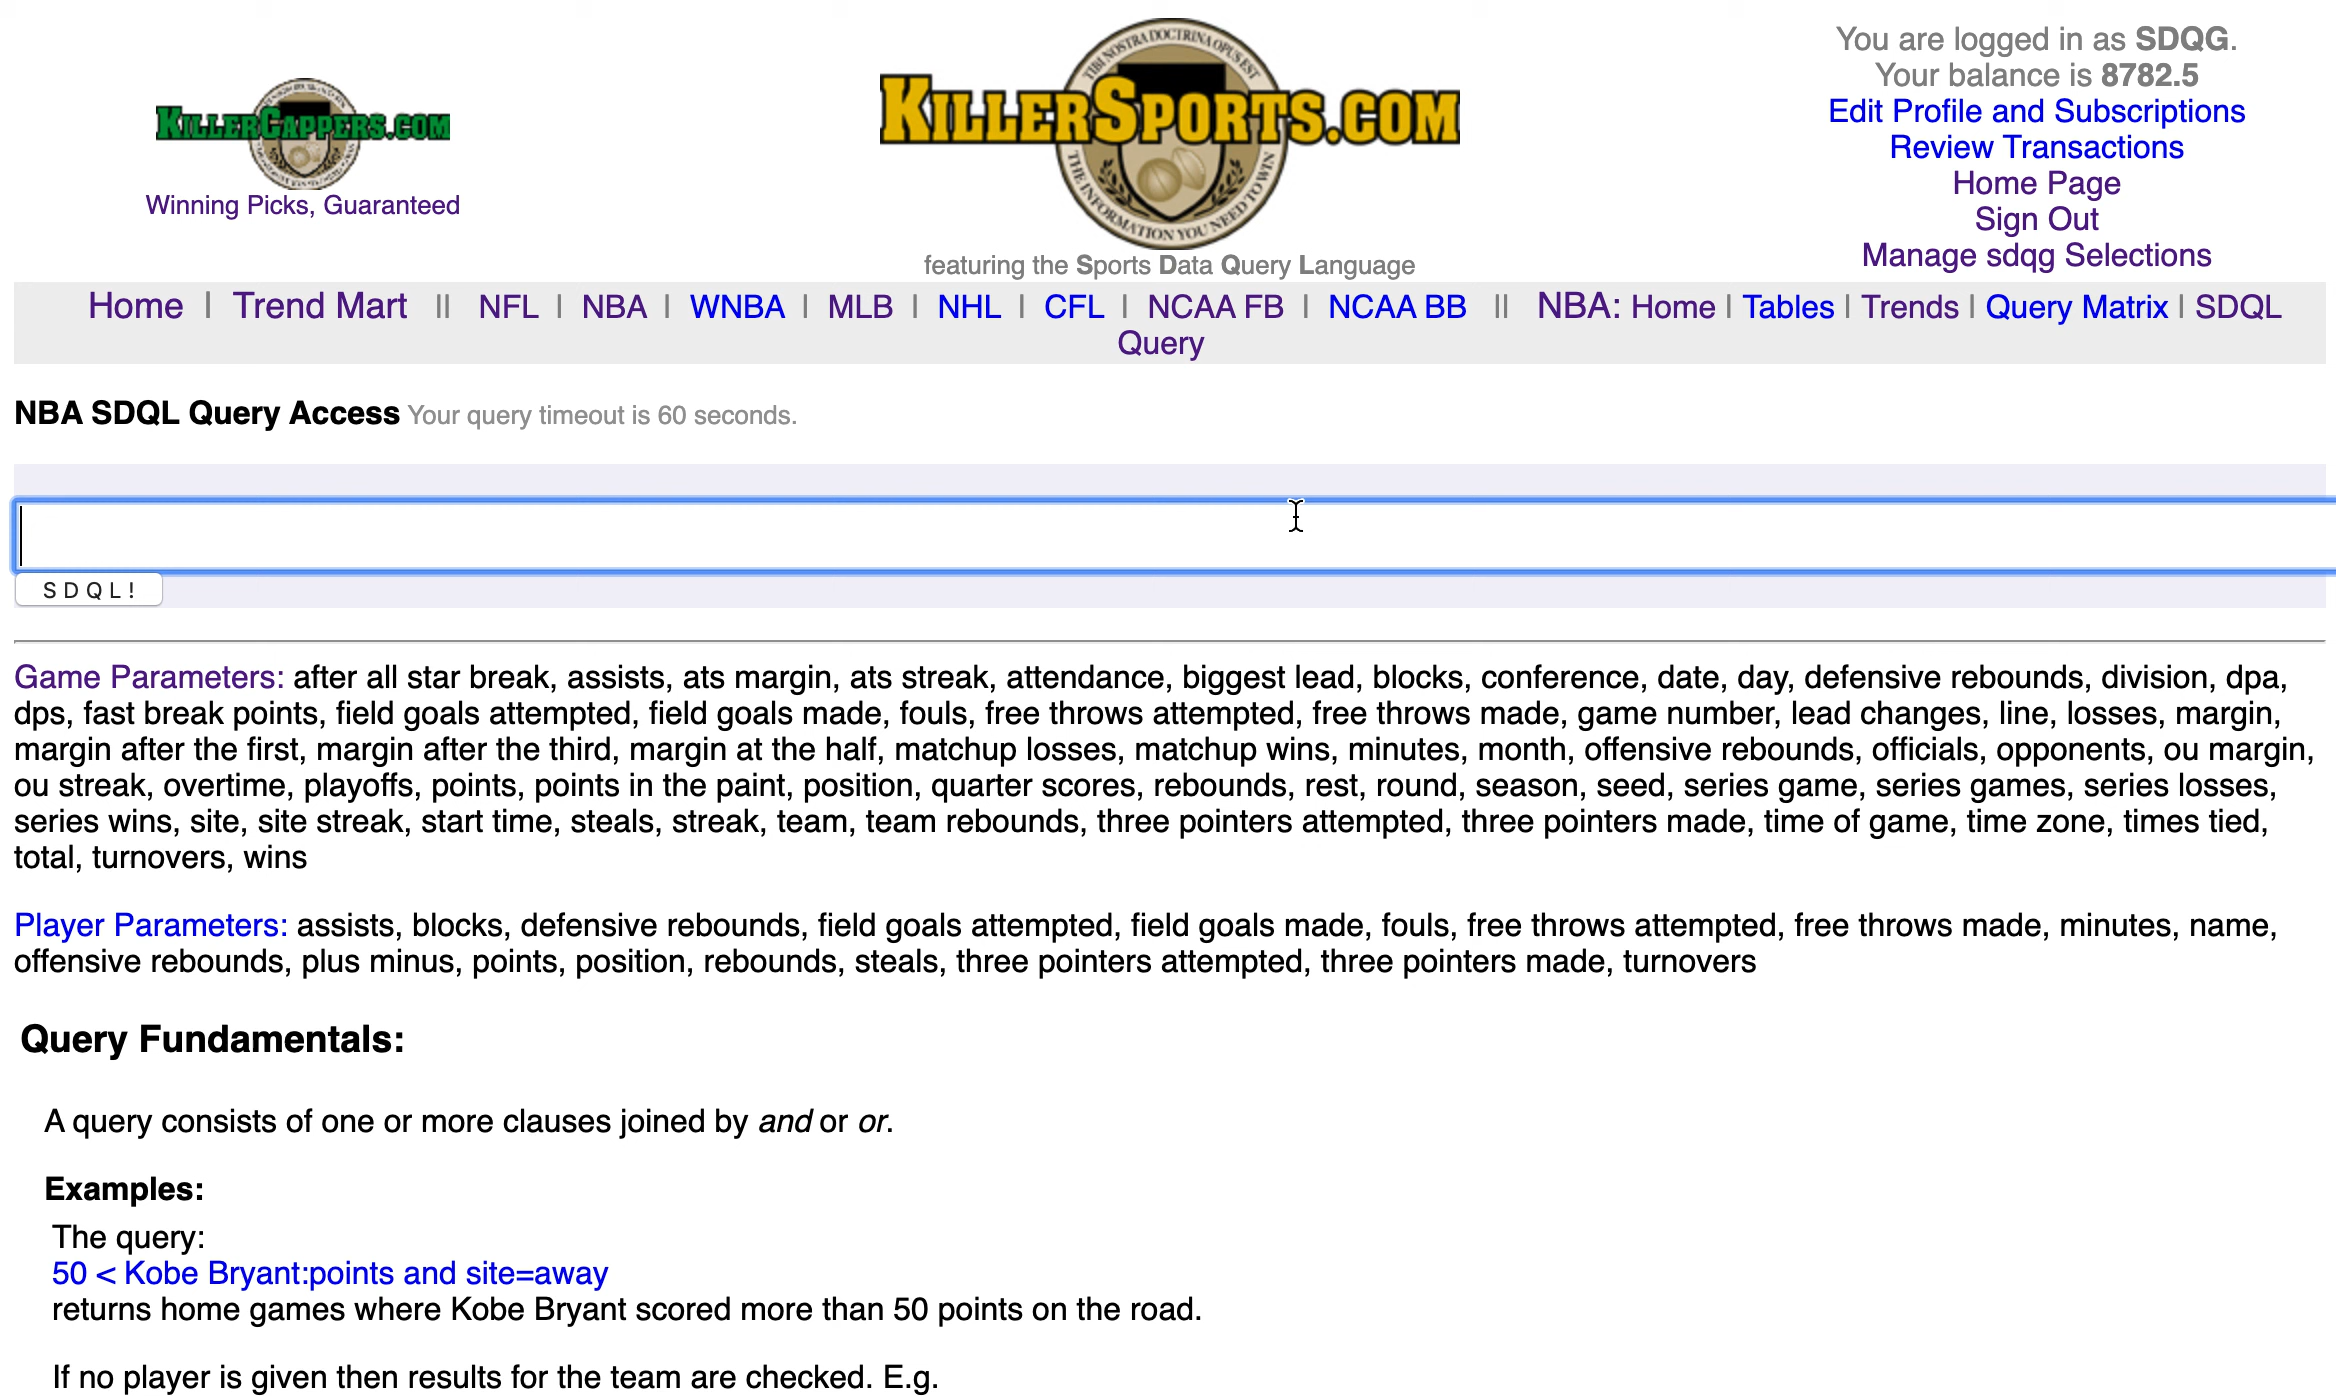 KILLERCAPPERS.COM
Winning Picks, Guaranteed
TIBI NOSTRA DOCTRINA OPUS EST
KILLERSPORTS.COM
THE INFORMATION YOU NEED TO WIN
featuring the Sports Data Query Language
You are logged in as SDQG.
Your balance is 8782.5
Edit Profile and Subscriptions
Review Transactions
Home Page
Sign Out
Manage sdqg Selections
Home | Trend Mart || NFL | NBA | WNBA | MLB | NHL | CFL | NCAA FB | NCAA BB || NBA: Home | Tables | Trends | Query Matrix | SDQL
Query
NBA SDQL Query Access Your query timeout is 60 seconds.
S D Q L !
Game Parameters: after all star break, assists, ats margin, ats streak, attendance, biggest lead, blocks, conference, date, day, defensive rebounds, division, dpa,
dps, fast break points, field goals attempted, field goals made, fouls, free throws attempted, free throws made, game number, lead changes, line, losses, margin,
margin after the first, margin after the third, margin at the half, matchup losses, matchup wins, minutes, month, offensive rebounds, officials, opponents, ou margin,
ou streak, overtime, playoffs, points, points in the paint, position, quarter scores, rebounds, rest, round, season, seed, series game, series games, series losses,
series wins, site, site streak, start time, steals, streak, team, team rebounds, three pointers attempted, three pointers made, time of game, time zone, times tied,
total, turnovers, wins
Player Parameters: assists, blocks, defensive rebounds, field goals attempted, field goals made, fouls, free throws attempted, free throws made, minutes, name,
offensive rebounds, plus minus, points, position, rebounds, steals, three pointers attempted, three pointers made, turnovers
Query Fundamentals:
A query consists of one or more clauses joined by and or or.
Examples:
The query:
50 < Kobe Bryant:points and site=away
returns home games where Kobe Bryant scored more than 50 points on the road.
If no player is given then results for the team are checked. E.g.